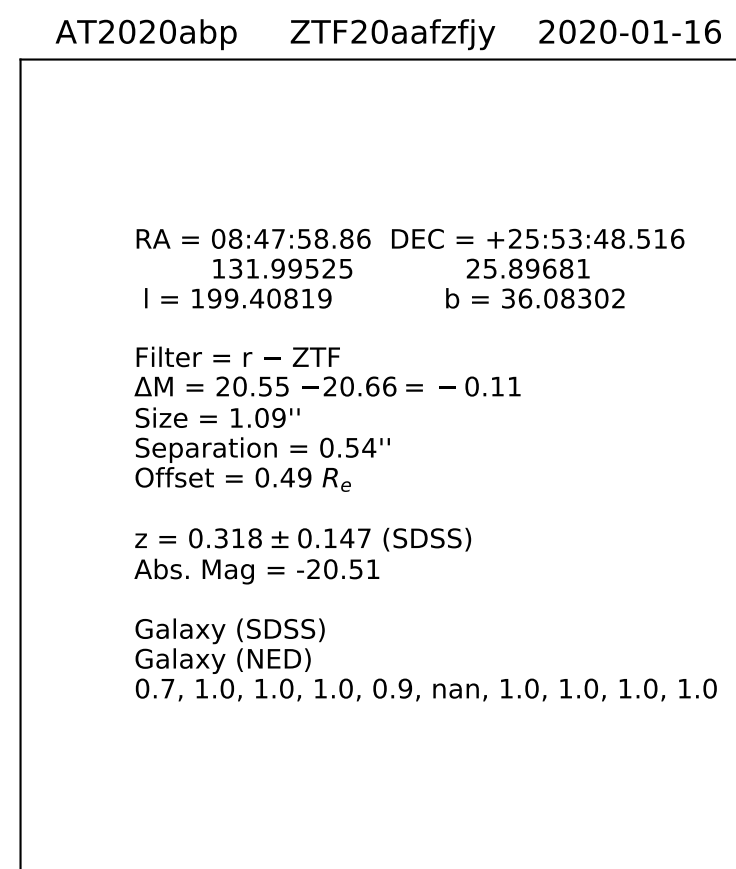 AT2020abp ZTF20aafzfjy 2020-01-16
RA = 08:47:58.86 DEC = +25:53:48.516
131.99525 25.89681
l = 199.40819 b = 36.08302
Filter = r − ZTF
ΔM = 20.55 −20.66 = − 0.11
Size = 1.09''
Separation = 0.54''
Offset = 0.49 Rₑ
z = 0.318 ± 0.147 (SDSS)
Abs. Mag = -20.51
Galaxy (SDSS)
Galaxy (NED)
0.7, 1.0, 1.0, 1.0, 0.9, nan, 1.0, 1.0, 1.0, 1.0